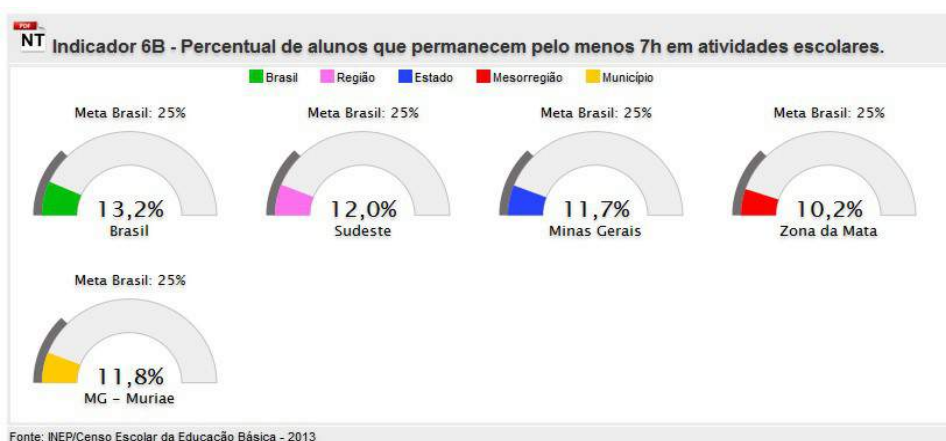 PDF
NT Indicador 6B - Percentual de alunos que permanecem pelo menos 7h em atividades escolares.
Brasil Região Estado Mesorregião Município
Meta Brasil: 25% Meta Brasil: 25% Meta Brasil: 25% Meta Brasil: 25%
13,2% 12,0% 11,7% 10,2%
Brasil Sudeste Minas Gerais Zona da Mata
Meta Brasil: 25%
11,8%
MG - Muriae
Fonte: INEP/Censo Escolar da Educação Básica - 2013